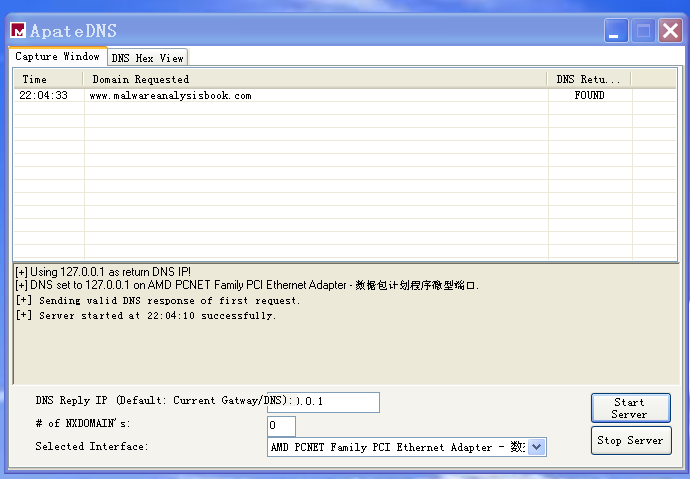 ApateDNS
Capture Window DNS Hex View
Time Domain Requested DNS Retu...
22:04:33 www.malwareanalysisbook.com FOUND
[+] Using 127.0.0.1 as return DNS IP!
[+] DNS set to 127.0.0.1 on AMD PCNET Family PCI Ethernet Adapter - 数据包计划程序微型端口.
[+] Sending valid DNS response of first request.
[+] Server started at 22:04:10 successfully.
DNS Reply IP (Default: Current Gatway/DNS): .0.1
Start Server
# of NXDOMAIN's: 0
Stop Server
Selected Interface: AMD PCNET Family PCI Ethernet Adapter - 数